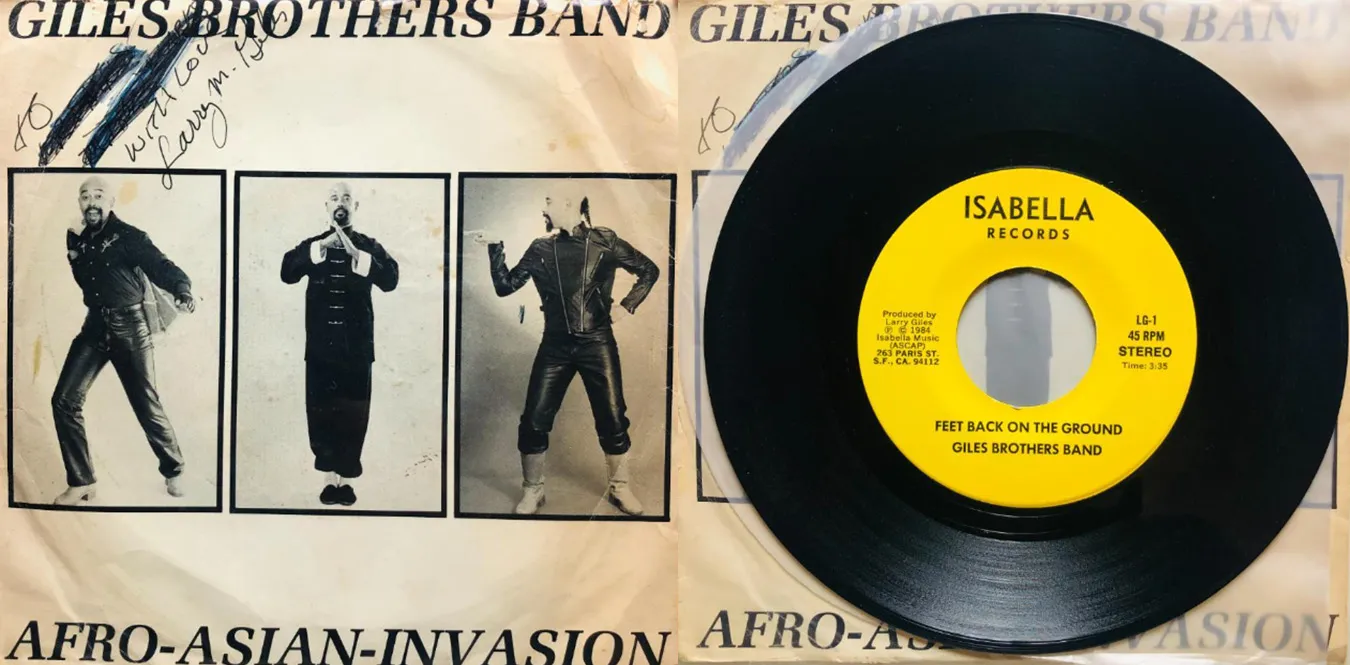 GILES BROTHERS BAND
TO
WITH LOVE
Larry M. Giles
AFRO-ASIAN-INVASION
GILES BROTHERS BAND
TO
ISABELLA
RECORDS
Produced by
Larry Giles
Ⓟ © 1984
Isabella Music
(ASCAP)
263 PARIS ST.
S.F., CA. 94112
LG-1
45 RPM
STEREO
Time: 3:35
FEET BACK ON THE GROUND
GILES BROTHERS BAND
AFRO-ASIAN-INVASION